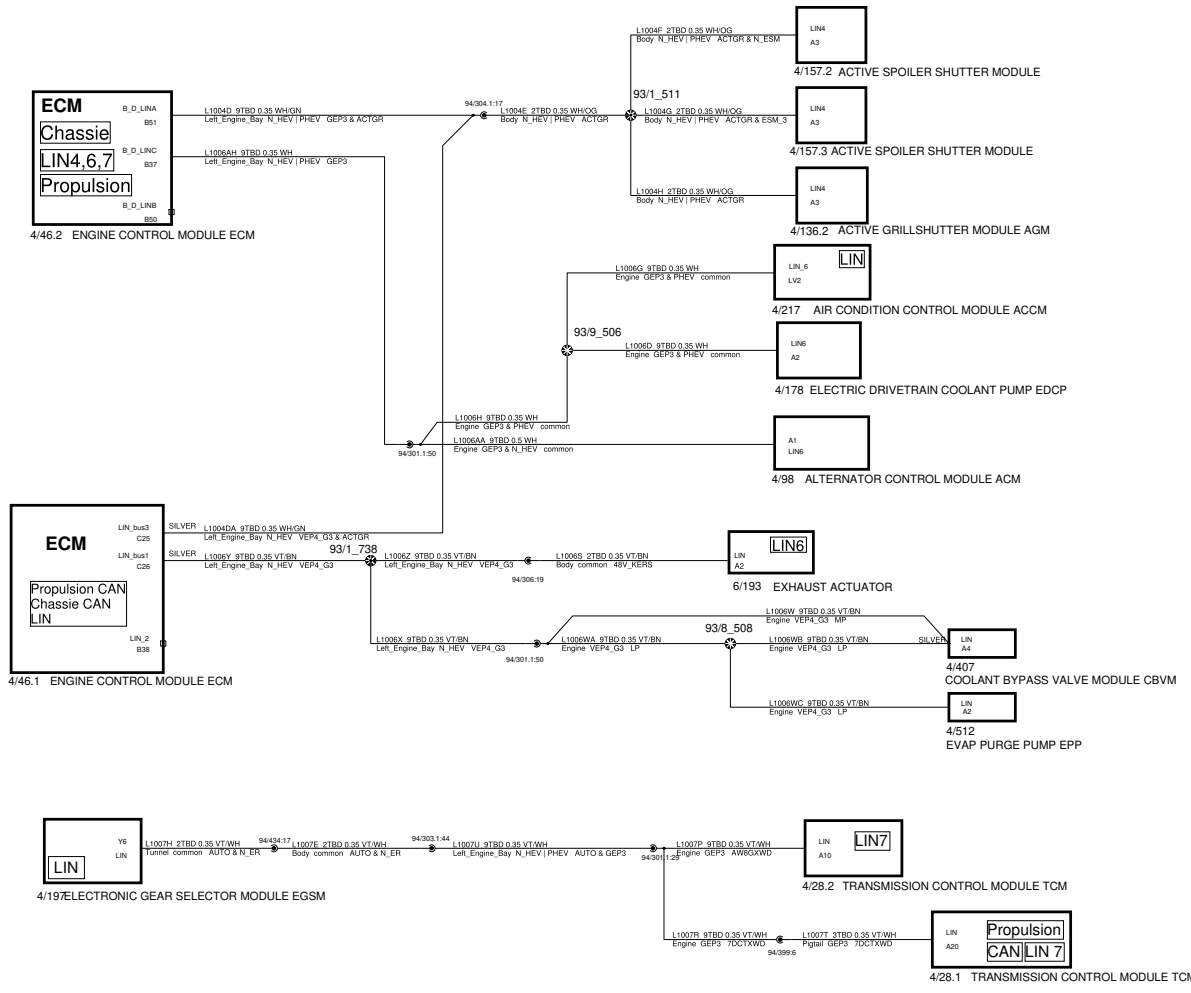 L1004F 2TBD 0.35 WH/OG
Body N_HEV | PHEV ACTGR & N_ESM
LIN4
A3
4/157.2 ACTIVE SPOILER SHUTTER MODULE
93/1_511
ECM
Chassie
LIN4,6,7
Propulsion
B_D_LINA
B51
B_D_LINC
B37
B_D_LINB
B50
4/46.2 ENGINE CONTROL MODULE ECM
L1004D 9TBD 0.35 WH/GN
Left_Engine_Bay N_HEV | PHEV GEP3 & ACTGR
94/304.1:17
L1004E 2TBD 0.35 WH/OG
Body N_HEV | PHEV ACTGR
L1004G 2TBD 0.35 WH/OG
Body N_HEV | PHEV ACTGR & ESM_3
LIN4
A3
4/157.3 ACTIVE SPOILER SHUTTER MODULE
L1006AH 9TBD 0.35 WH
Left_Engine_Bay N_HEV | PHEV GEP3
L1004H 2TBD 0.35 WH/OG
Body N_HEV | PHEV ACTGR
LIN4
A3
4/136.2 ACTIVE GRILLSHUTTER MODULE AGM
L1006G 9TBD 0.35 WH
Engine GEP3 & PHEV common
LIN_6
LV2
LIN
4/217 AIR CONDITION CONTROL MODULE ACCM
93/9_506
L1006D 9TBD 0.35 WH
Engine GEP3 & PHEV common
LIN6
A2
4/178 ELECTRIC DRIVETRAIN COOLANT PUMP EDCP
L1006H 9TBD 0.35 WH
Engine GEP3 & PHEV common
94/301.1:50
L1006AA 9TBD 0.5 WH
Engine GEP3 & N_HEV common
A1
LIN6
4/98 ALTERNATOR CONTROL MODULE ACM
ECM
Propulsion CAN
Chassie CAN
LIN
LIN_bus3
C25
LIN_bus1
C26
LIN_2
B38
4/46.1 ENGINE CONTROL MODULE ECM
SILVER
L1004DA 9TBD 0.35 WH/GN
Left_Engine_Bay N_HEV VEP4_G3 & ACTGR
SILVER
L1006Y 9TBD 0.35 VT/BN
Left_Engine_Bay N_HEV VEP4_G3
93/1_738
L1006Z 9TBD 0.35 VT/BN
Left_Engine_Bay N_HEV VEP4_G3
94/306:19
L1006S 2TBD 0.35 VT/BN
Body common 48V_KERS
LIN
A2
LIN6
6/193 EXHAUST ACTUATOR
L1006X 9TBD 0.35 VT/BN
Left_Engine_Bay N_HEV VEP4_G3
94/301.1:50
L1006W 9TBD 0.35 VT/BN
Engine VEP4_G3 MP
L1006WA 9TBD 0.35 VT/BN
Engine VEP4_G3 LP
93/8_508
L1006WB 9TBD 0.35 VT/BN
Engine VEP4_G3 LP
SILVER
LIN
A4
4/407
COOLANT BYPASS VALVE MODULE CBVM
L1006WC 9TBD 0.35 VT/BN
Engine VEP4_G3 LP
LIN
A2
4/512
EVAP PURGE PUMP EPP
Y6
LIN
LIN
4/197ELECTRONIC GEAR SELECTOR MODULE EGSM
L1007H 2TBD 0.35 VT/WH
Tunnel common AUTO & N_ER
94/434:17
L1007E 2TBD 0.35 VT/WH
Body common AUTO & N_ER
94/303.1:44
L1007U 9TBD 0.35 VT/WH
Left_Engine_Bay N_HEV | PHEV AUTO & GEP3
94/301.1:29
L1007P 9TBD 0.35 VT/WH
Engine GEP3 AW8GXWD
LIN
A10
LIN7
4/28.2 TRANSMISSION CONTROL MODULE TCM
L1007R 9TBD 0.35 VT/WH
Engine GEP3 7DCTXWD
94/399:6
L1007T 3TBD 0.35 VT/WH
Pigtail GEP3 7DCTXWD
LIN
A20
Propulsion
CAN LIN 7
4/28.1 TRANSMISSION CONTROL MODULE TCM